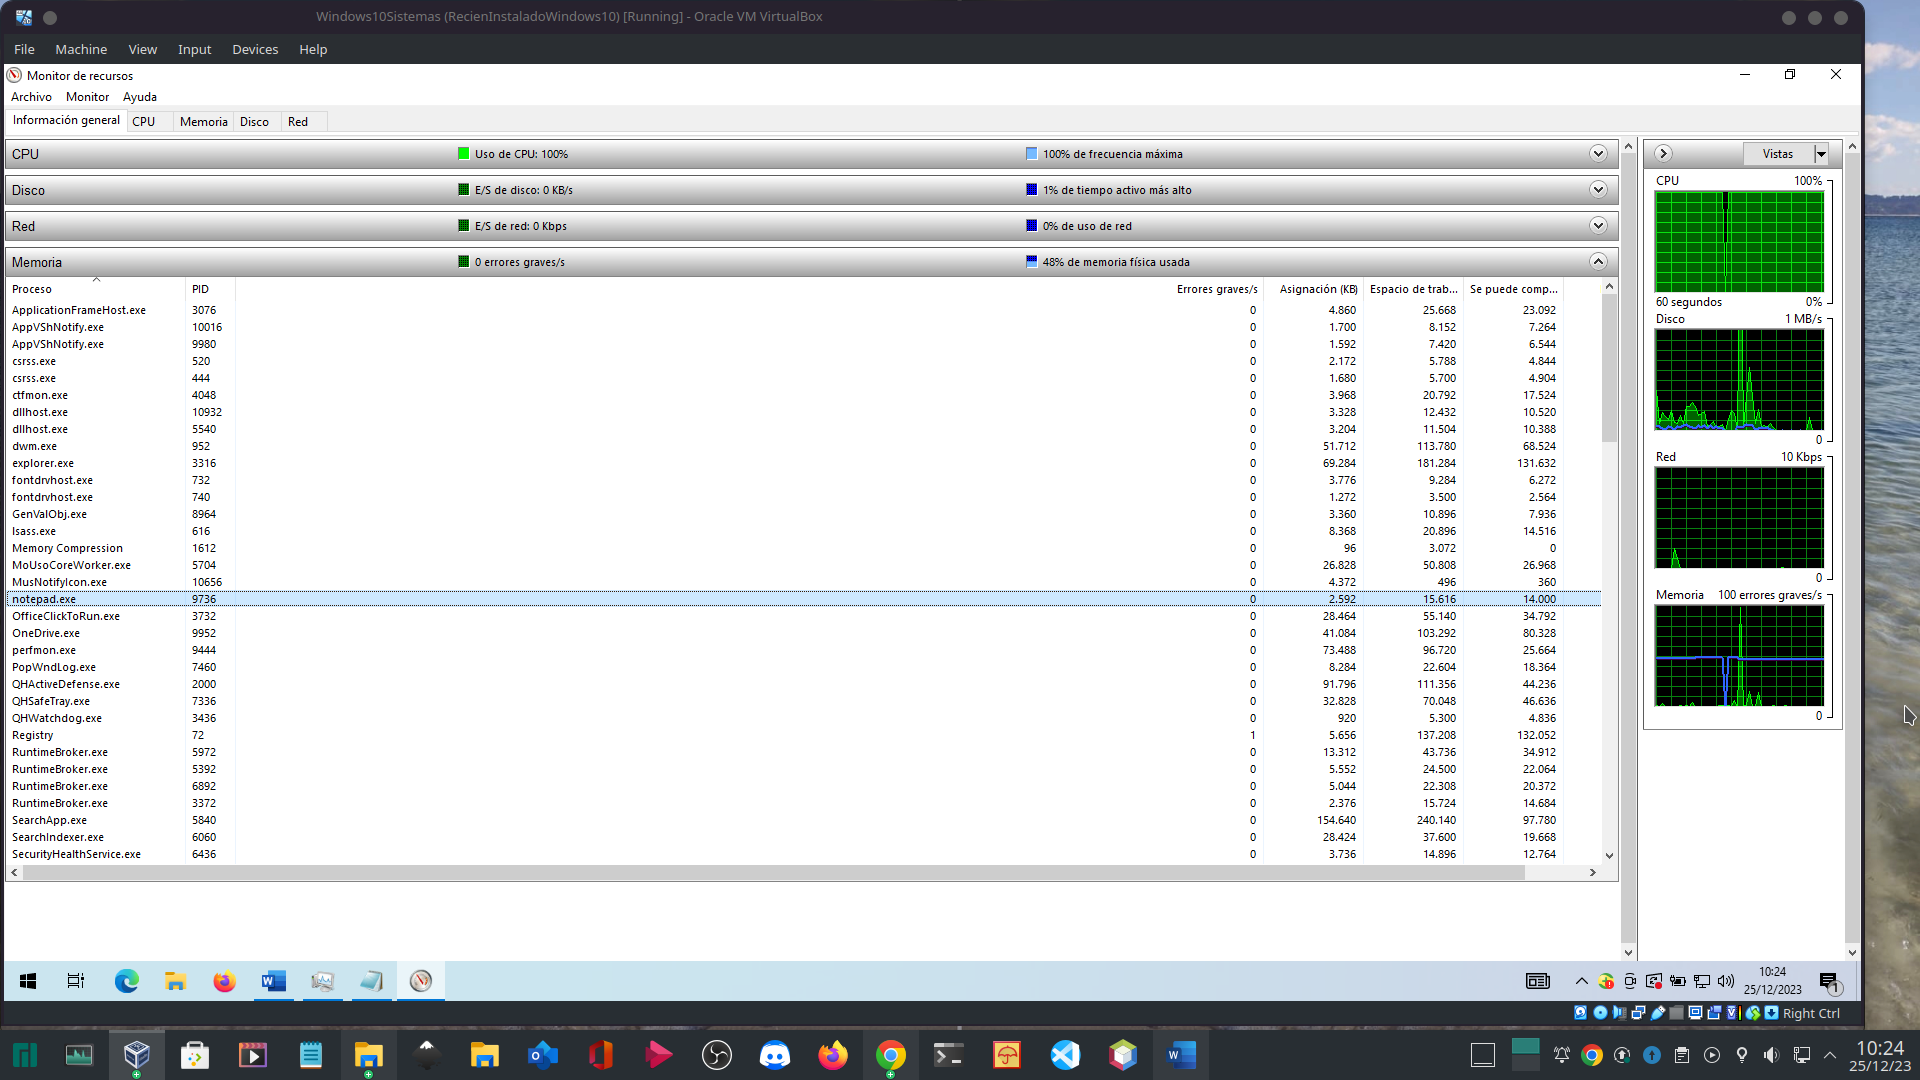 Windows10Sistemas (RecienInstaladoWindows10) [Running] - Oracle VM VirtualBox
File Machine View Input Devices Help
Monitor de recursos
Archivo Monitor Ayuda
Información general CPU Memoria Disco Red
CPU Uso de CPU: 100% 100% de frecuencia máxima
Disco E/S de disco: 0 KB/s 1% de tiempo activo más alto
Red E/S de red: 0 Kbps 0% de uso de red
Memoria 0 errores graves/s 48% de memoria física usada
Proceso PID Errores graves/s Asignación (KB) Espacio de trab... Se puede comp...
ApplicationFrameHost.exe 3076 0 4.860 25.668 23.092
AppVShNotify.exe 10016 0 1.700 8.152 7.264
AppVShNotify.exe 9980 0 1.592 7.420 6.544
csrss.exe 520 0 2.172 5.788 4.844
csrss.exe 444 0 1.680 5.700 4.904
ctfmon.exe 4048 0 3.968 20.792 17.524
dllhost.exe 10932 0 3.328 12.432 10.520
dllhost.exe 5540 0 3.204 11.504 10.388
dwm.exe 952 0 51.712 113.780 68.524
explorer.exe 3316 0 69.284 181.284 131.632
fontdrvhost.exe 732 0 3.776 9.284 6.272
fontdrvhost.exe 740 0 1.272 3.500 2.564
GenValObj.exe 8964 0 3.360 10.896 7.936
lsass.exe 616 0 8.368 20.896 14.516
Memory Compression 1612 0 96 3.072 0
MoUsoCoreWorker.exe 5704 0 26.828 50.808 26.968
MusNotifyIcon.exe 10656 0 4.372 496 360
notepad.exe 9736 0 2.592 15.616 14.000
OfficeClickToRun.exe 3732 0 28.464 55.140 34.792
OneDrive.exe 9952 0 41.084 103.292 80.328
perfmon.exe 9444 0 73.488 96.720 25.664
PopWndLog.exe 7460 0 8.284 22.604 18.364
QHActiveDefense.exe 2000 0 91.796 111.356 44.236
QHSafeTray.exe 7336 0 32.828 70.048 46.636
QHWatchdog.exe 3436 0 920 5.300 4.836
Registry 72 1 5.656 137.208 132.052
RuntimeBroker.exe 5972 0 13.312 43.736 34.912
RuntimeBroker.exe 5392 0 5.552 24.500 22.064
RuntimeBroker.exe 6892 0 5.044 22.308 20.372
RuntimeBroker.exe 3372 0 2.376 15.724 14.684
SearchApp.exe 5840 0 154.640 240.140 97.780
SearchIndexer.exe 6060 0 28.424 37.600 19.668
SecurityHealthService.exe 6436 0 3.736 14.896 12.764
Vistas
CPU 100%
60 segundos 0%
Disco 1 MB/s
0
Red 10 Kbps
0
Memoria 100 errores graves/s
0
10:24
25/12/2023
1
Right Ctrl
10:24
25/12/23